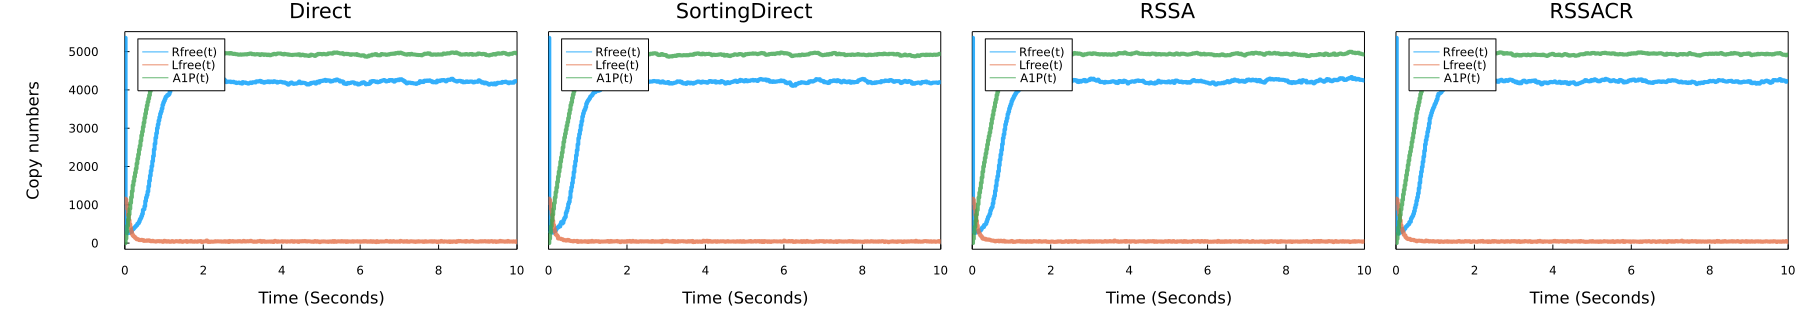 Direct
SortingDirect
RSSA
RSSACR
Copy numbers
5000
4000
3000
2000
1000
0
Rfree(t)
Lfree(t)
A1P(t)
Rfree(t)
Lfree(t)
A1P(t)
Rfree(t)
Lfree(t)
A1P(t)
Rfree(t)
Lfree(t)
A1P(t)
0 2 4 6 8 10
0 2 4 6 8 10
0 2 4 6 8 10
0 2 4 6 8 10
Time (Seconds)
Time (Seconds)
Time (Seconds)
Time (Seconds)